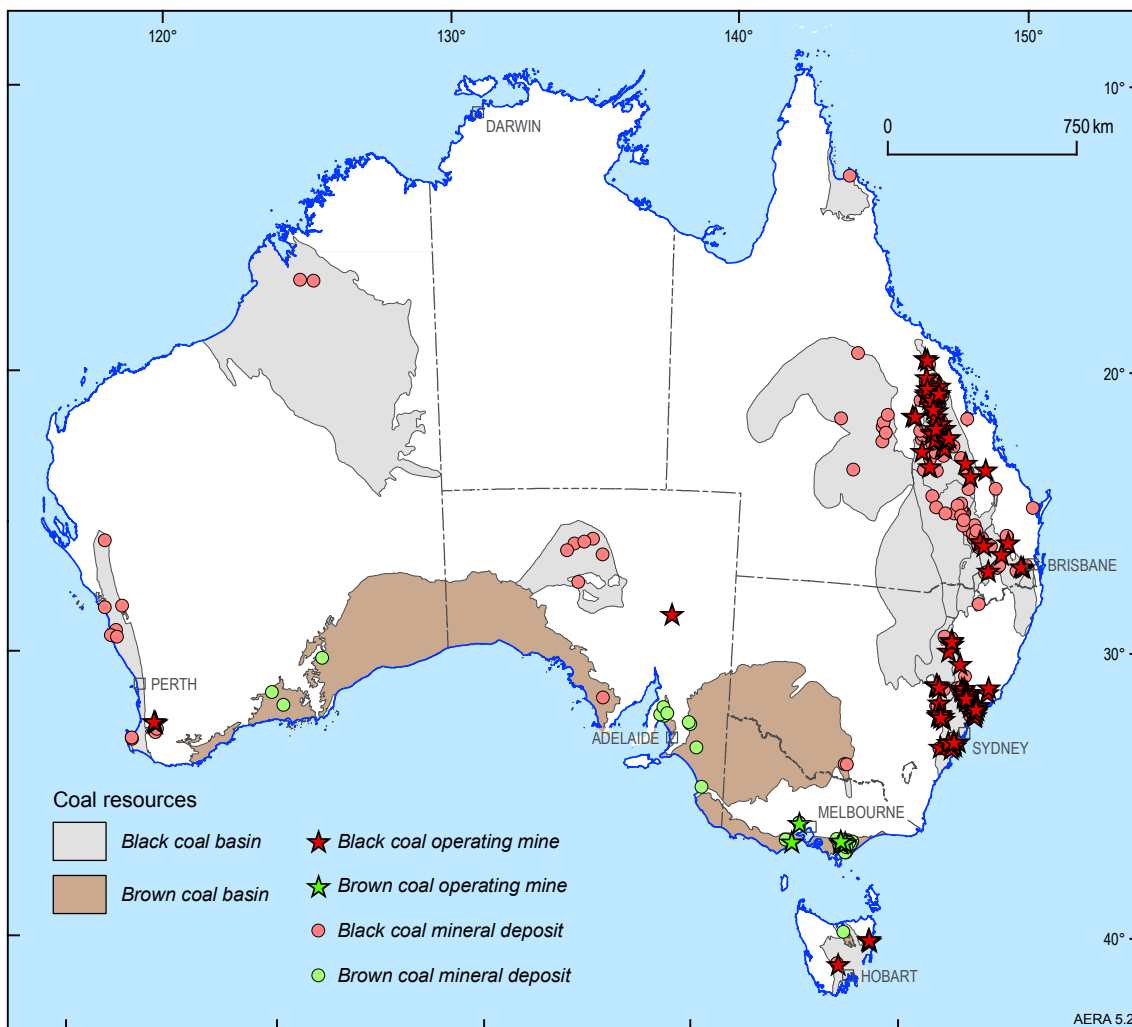 120°
130°
140°
150°
10°
0
750 km
DARWIN
20°
BRISBANE
30°
PERTH
ADELAIDE
SYDNEY
Coal resources
MELBOURNE
Black coal basin
Black coal operating mine
Brown coal basin
Brown coal operating mine
Black coal mineral deposit
40°
Brown coal mineral deposit
HOBART
AERA 5.2